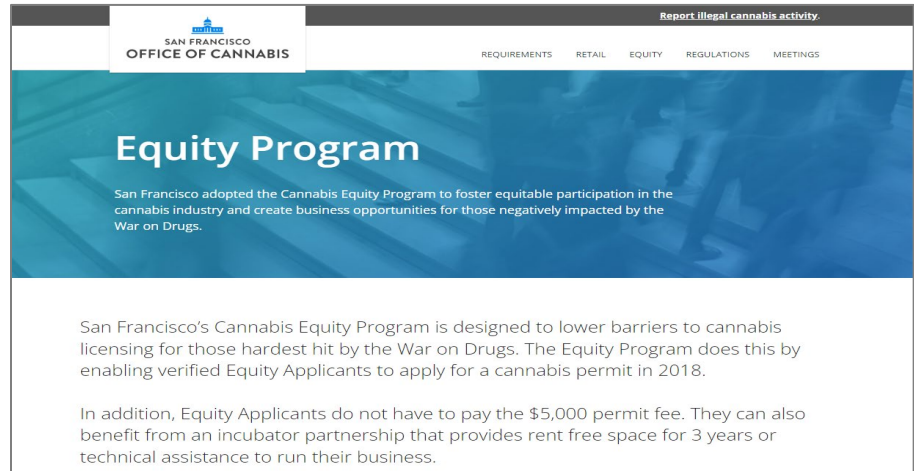 Report illegal cannabis activity.
SAN FRANCISCO
OFFICE OF CANNABIS
REQUIREMENTS RETAIL EQUITY REGULATIONS MEETINGS
Equity Program
San Francisco adopted the Cannabis Equity Program to foster equitable participation in the
cannabis industry and create business opportunities for those negatively impacted by the
War on Drugs.
San Francisco's Cannabis Equity Program is designed to lower barriers to cannabis
licensing for those hardest hit by the War on Drugs. The Equity Program does this by
enabling verified Equity Applicants to apply for a cannabis permit in 2018.
In addition, Equity Applicants do not have to pay the $5,000 permit fee. They can also
benefit from an incubator partnership that provides rent free space for 3 years or
technical assistance to run their business.